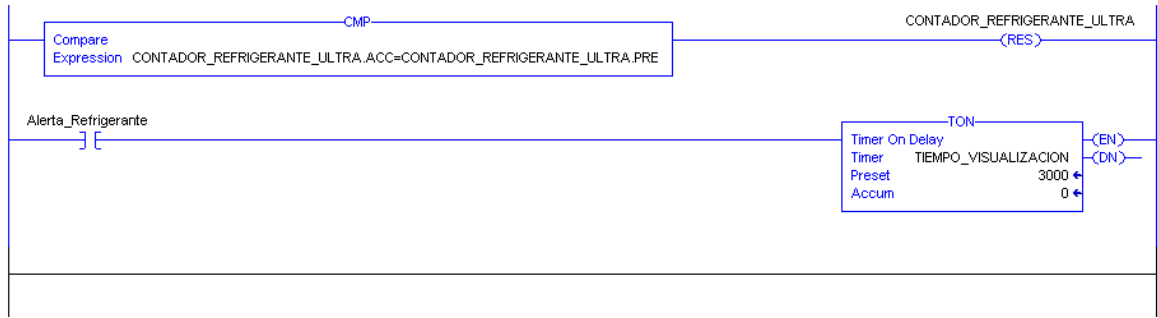 CMP
CONTADOR_REFRIGERANTE_ULTRA
Compare
(RES)
Expression CONTADOR_REFRIGERANTE_ULTRA.ACC=CONTADOR_REFRIGERANTE_ULTRA.PRE
Alerta_Refrigerante
TON
Timer On Delay
(EN)
Timer TIEMPO_VISUALIZACION
(DN)
Preset 3000
Accum 0